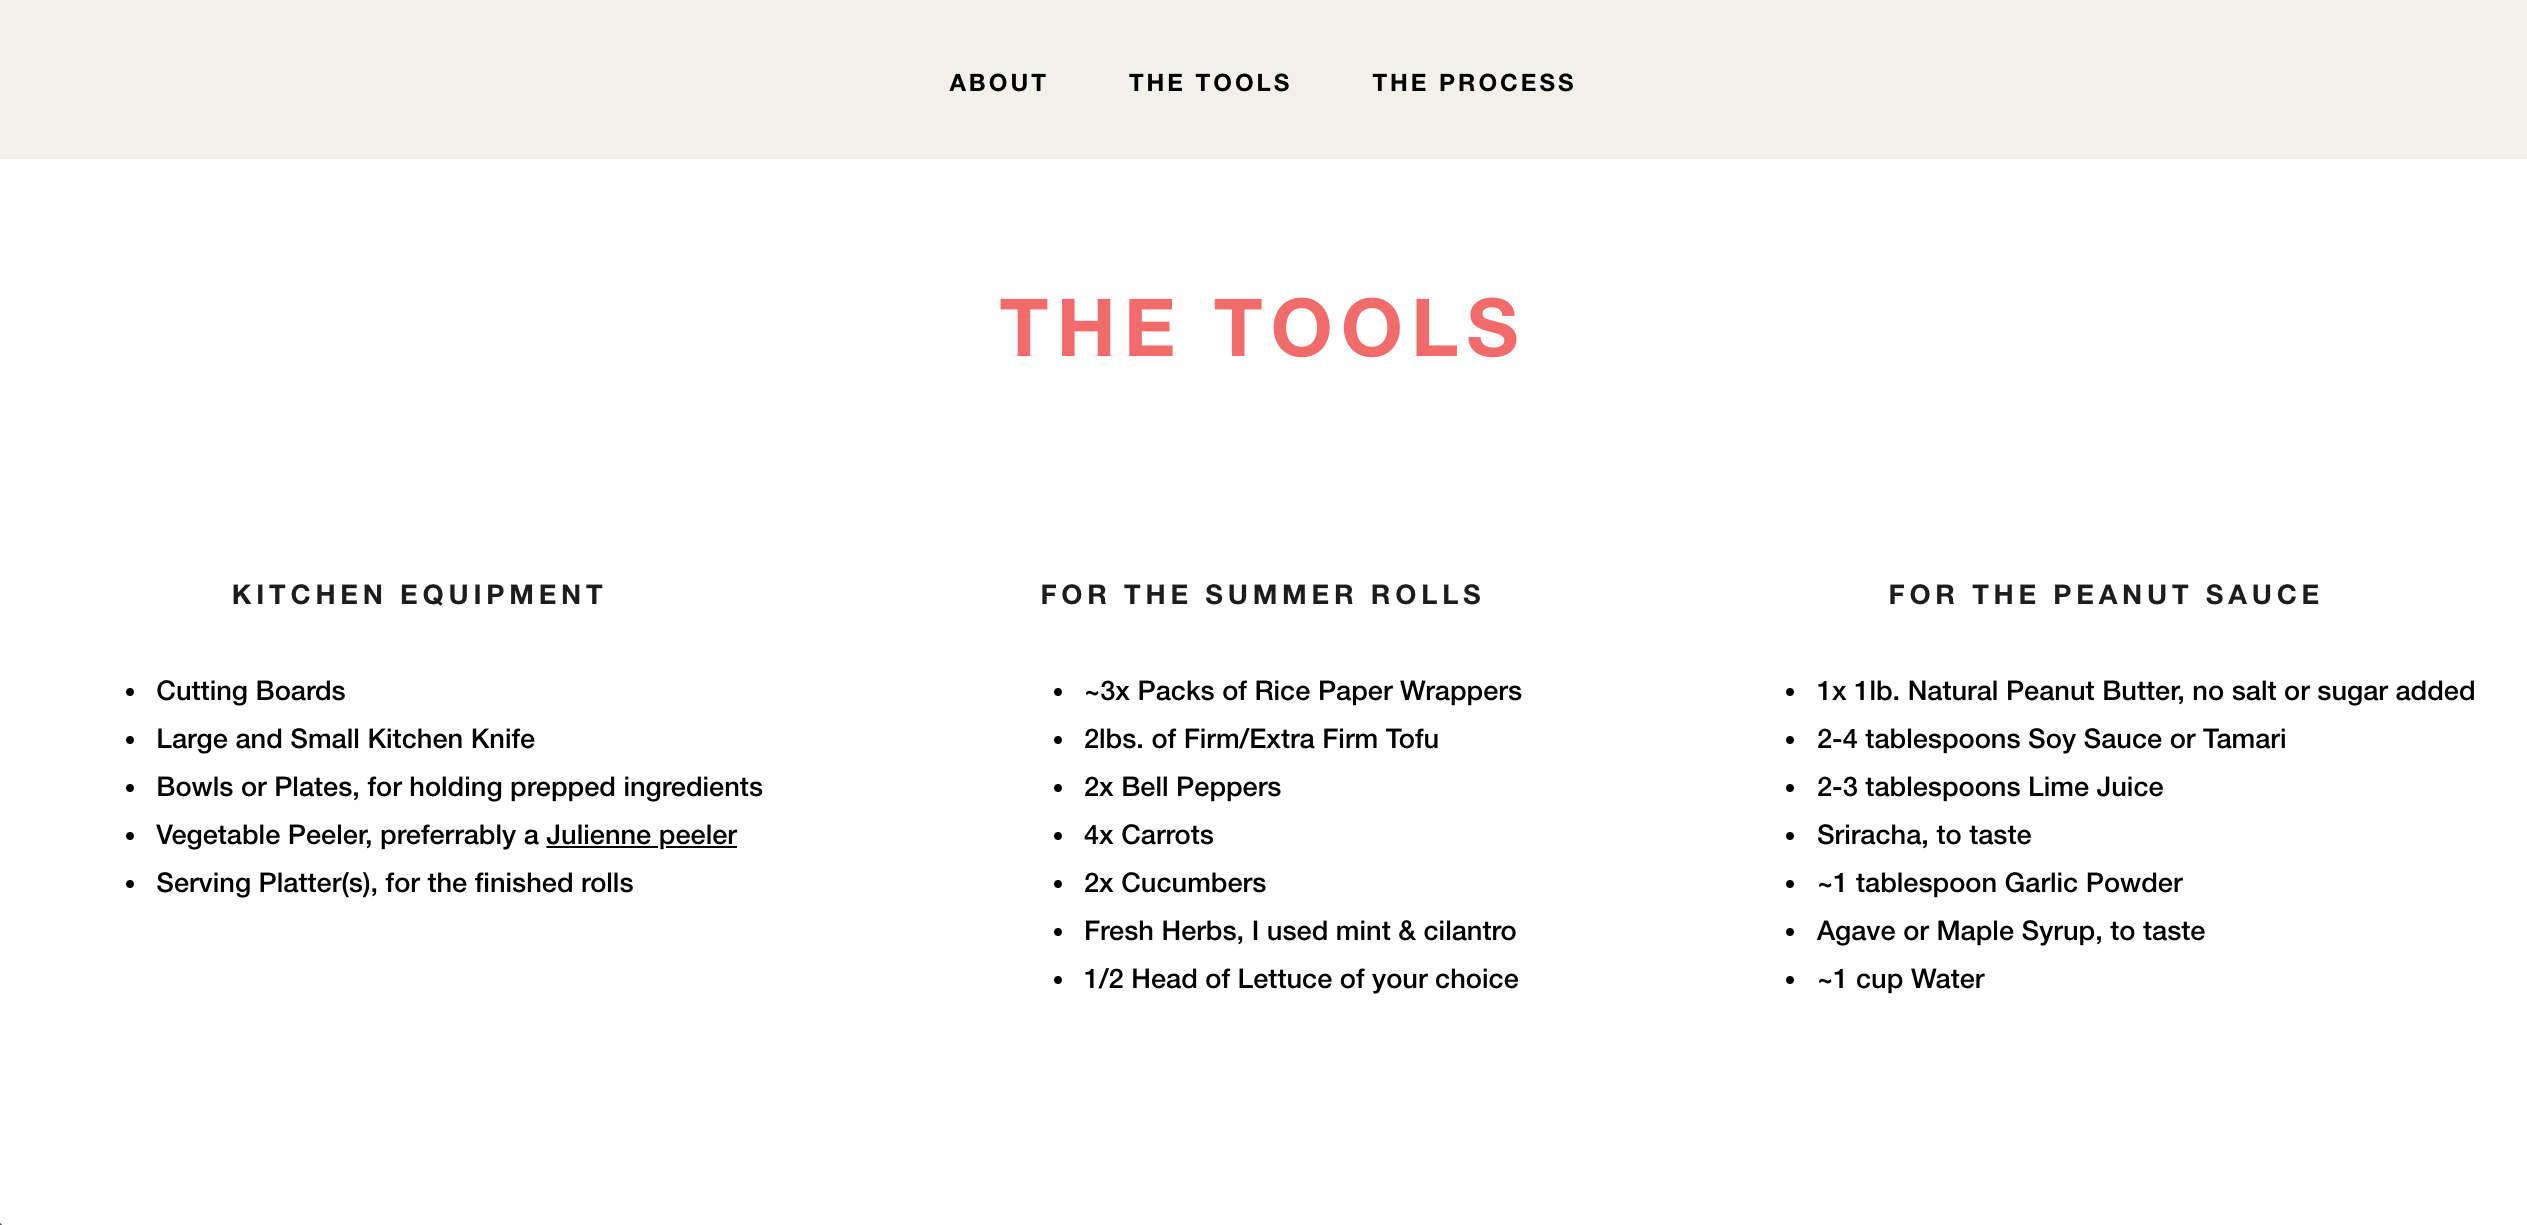 ABOUT THE TOOLS THE PROCESS
THE TOOLS
KITCHEN EQUIPMENT
Cutting Boards
Large and Small Kitchen Knife
Bowls or Plates, for holding prepped ingredients
Vegetable Peeler, preferrably a Julienne peeler
Serving Platter(s), for the finished rolls
FOR THE SUMMER ROLLS
~3x Packs of Rice Paper Wrappers
2lbs. of Firm/Extra Firm Tofu
2x Bell Peppers
4x Carrots
2x Cucumbers
Fresh Herbs, I used mint & cilantro
1/2 Head of Lettuce of your choice
FOR THE PEANUT SAUCE
1x 1lb. Natural Peanut Butter, no salt or sugar added
2-4 tablespoons Soy Sauce or Tamari
2-3 tablespoons Lime Juice
Sriracha, to taste
~1 tablespoon Garlic Powder
Agave or Maple Syrup, to taste
~1 cup Water